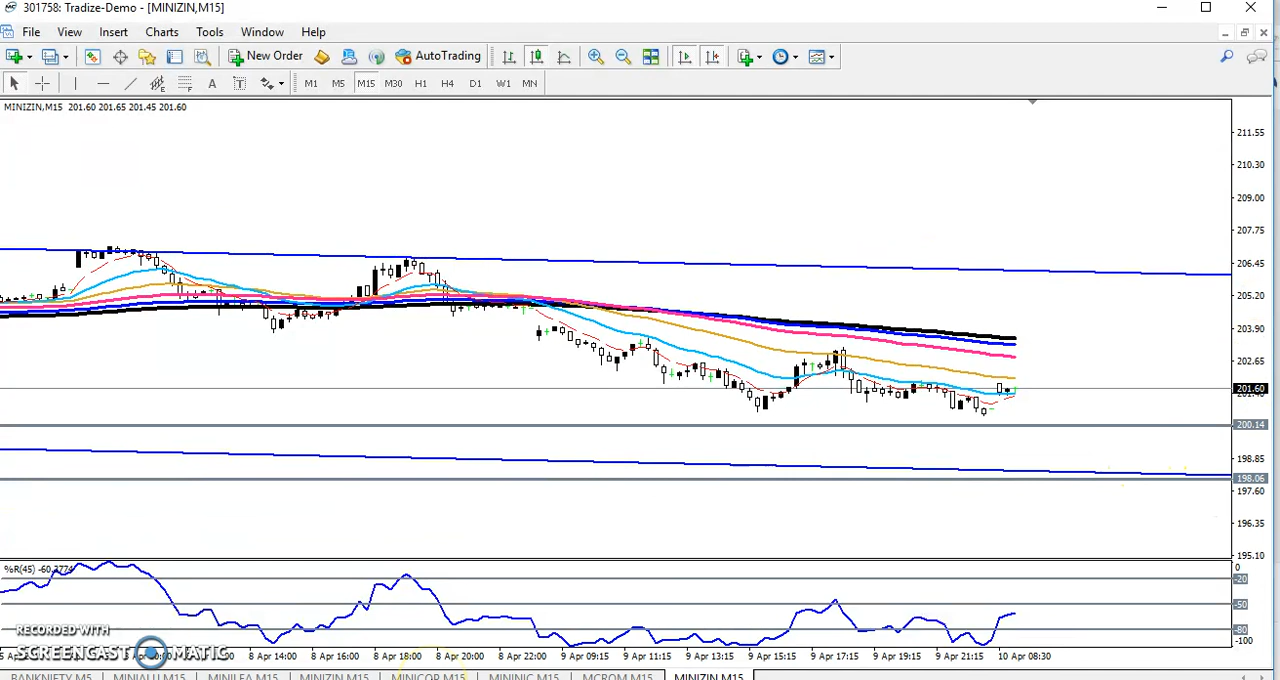 301758: Tradize-Demo - [MINIZIN,M15]
File View Insert Charts Tools Window Help
New Order AutoTrading
A T M1 M5 M15 M30 H1 H4 D1 W1 MN
MINIZIN,M15 201.60 201.65 201.45 201.60
211.55
210.30
209.00
207.75
206.45
205.20
203.90
202.65
201.60
200.14
198.85
198.06
197.60
196.35
195.10
%R(45) -60.3774
0
-20
-50
-80
-100
RECORDED WITH
SCREENCAST MATIC
8 Apr 14:00 8 Apr 16:00 8 Apr 18:00 8 Apr 20:00 8 Apr 22:00 9 Apr 09:15 9 Apr 11:15 9 Apr 13:15 9 Apr 15:15 9 Apr 17:15 9 Apr 19:15 9 Apr 21:15 10 Apr 08:30
BANKNIFTY,M5 MINIALU,M15 MINILEA,M15 MINIZIN,M15 MINICOP,M15 MININIC,M15 MCROM,M15 MINIZIN,M15